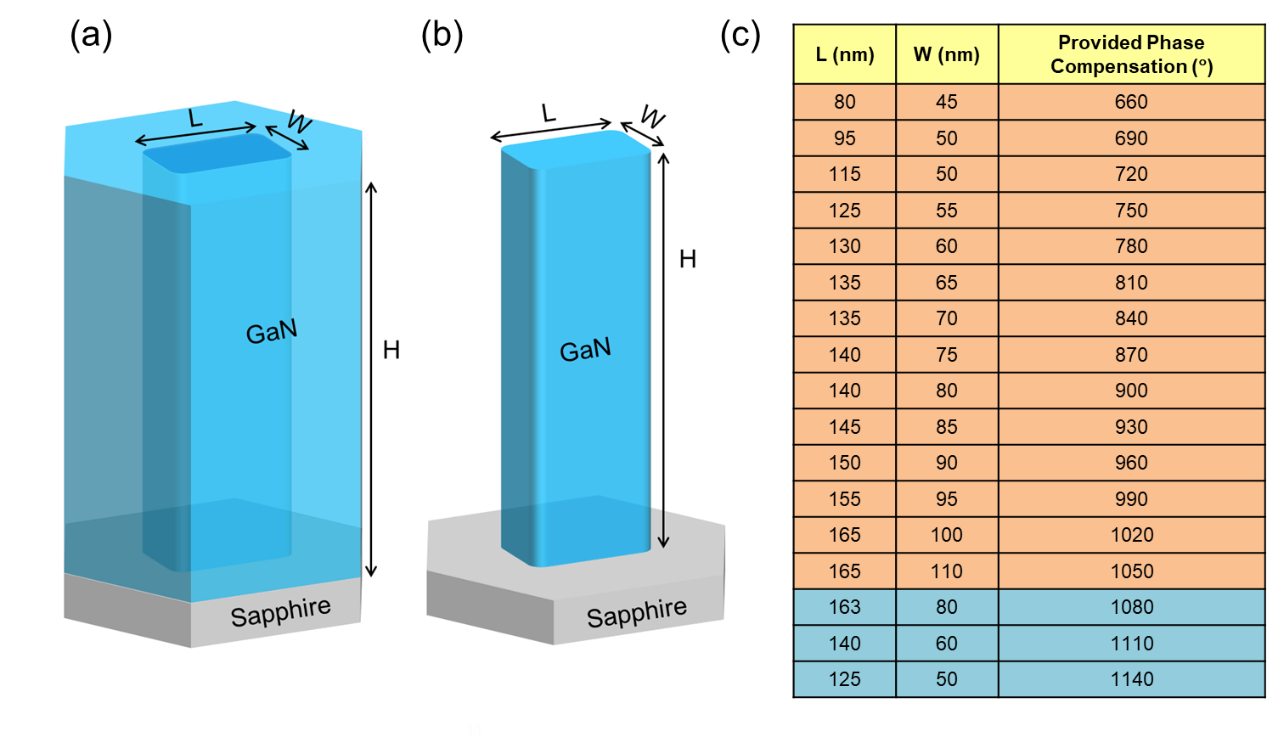 (a)
L
W
GaN
H
Sapphire
(b)
L
W
H
GaN
Sapphire
(c)
L (nm) W (nm) Provided Phase
Compensation (°)
80 45 660
95 50 690
115 50 720
125 55 750
130 60 780
135 65 810
135 70 840
140 75 870
140 80 900
145 85 930
150 90 960
155 95 990
165 100 1020
165 110 1050
163 80 1080
140 60 1110
125 50 1140